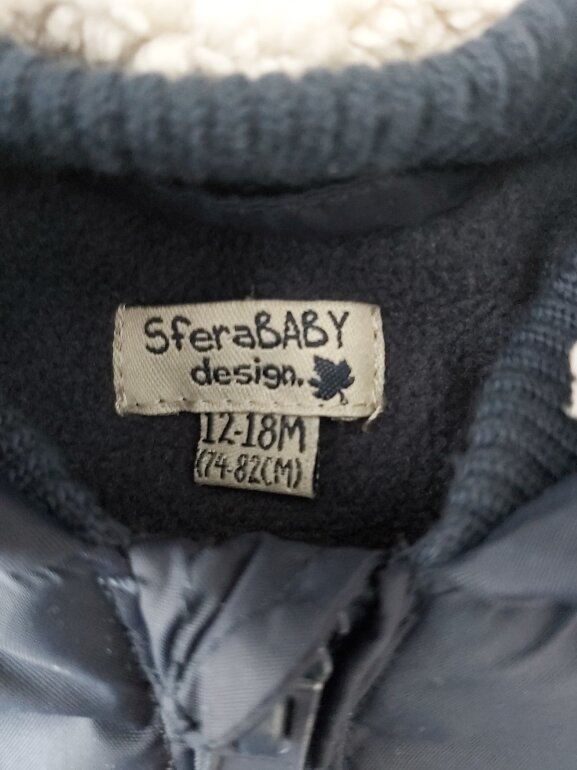 SferaBABY
design.
12-18M
(74-82CM)